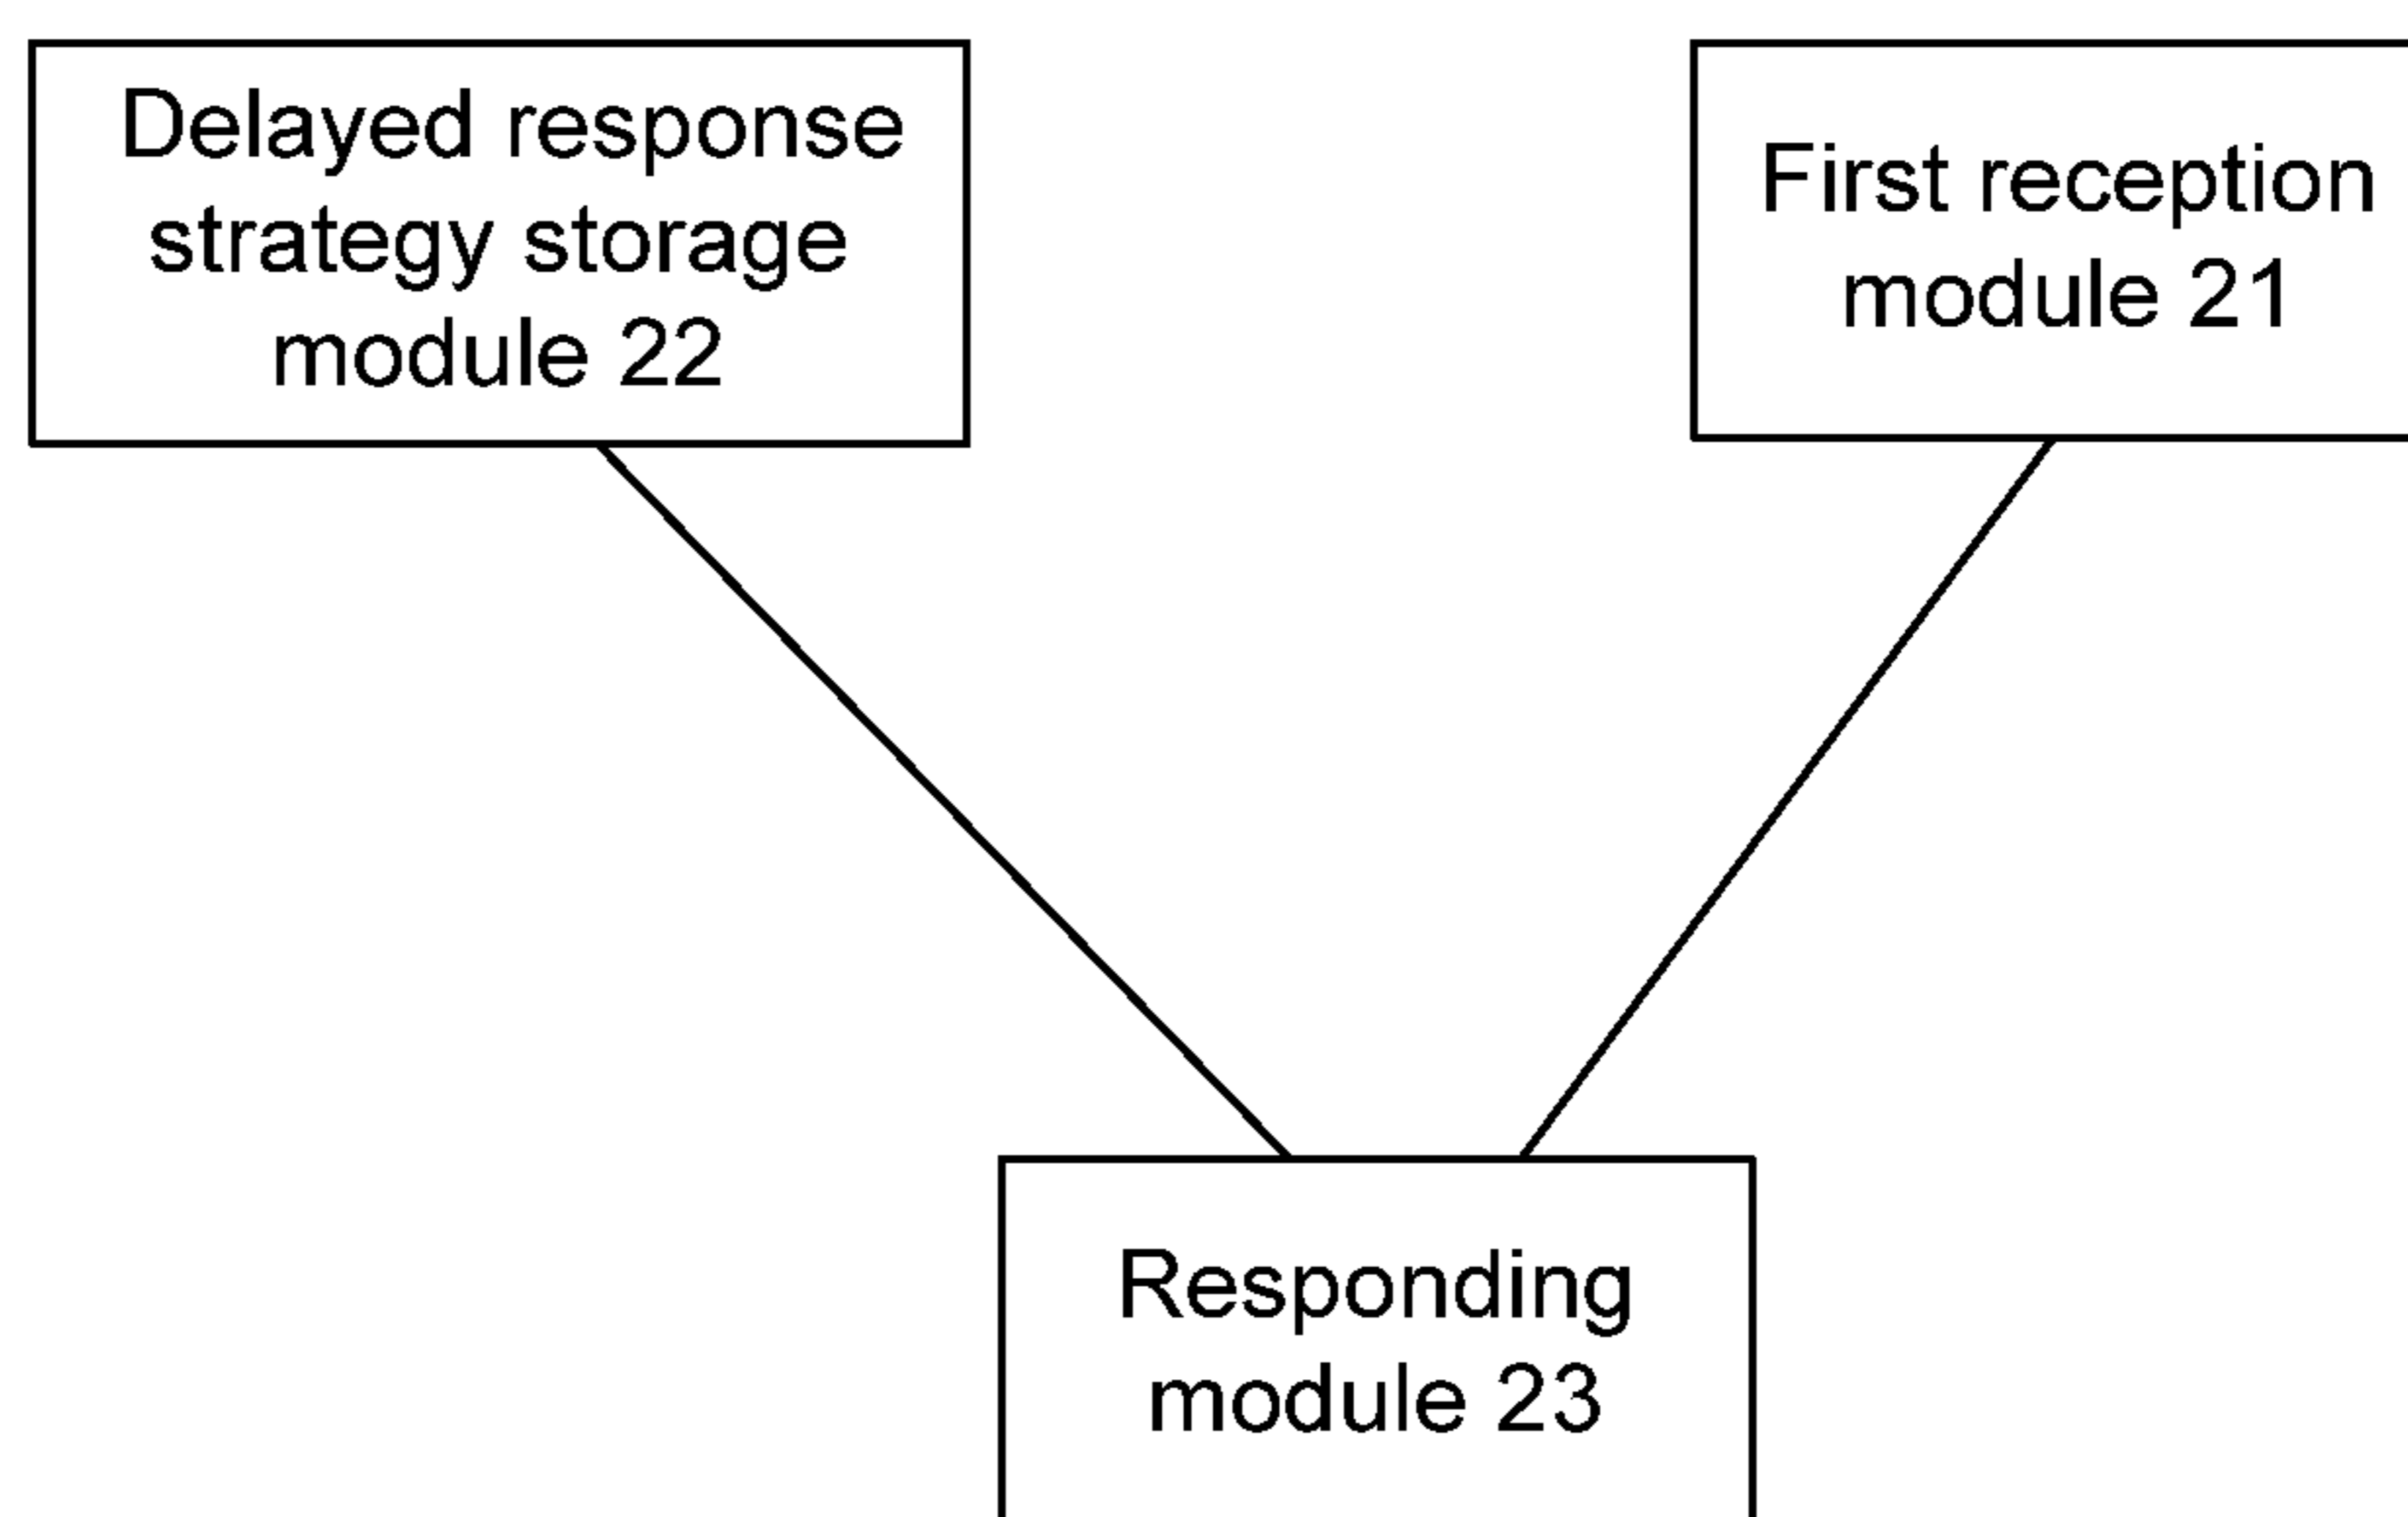 Delayed response
strategy storage
module 22
First reception
module 21
Responding
module 23